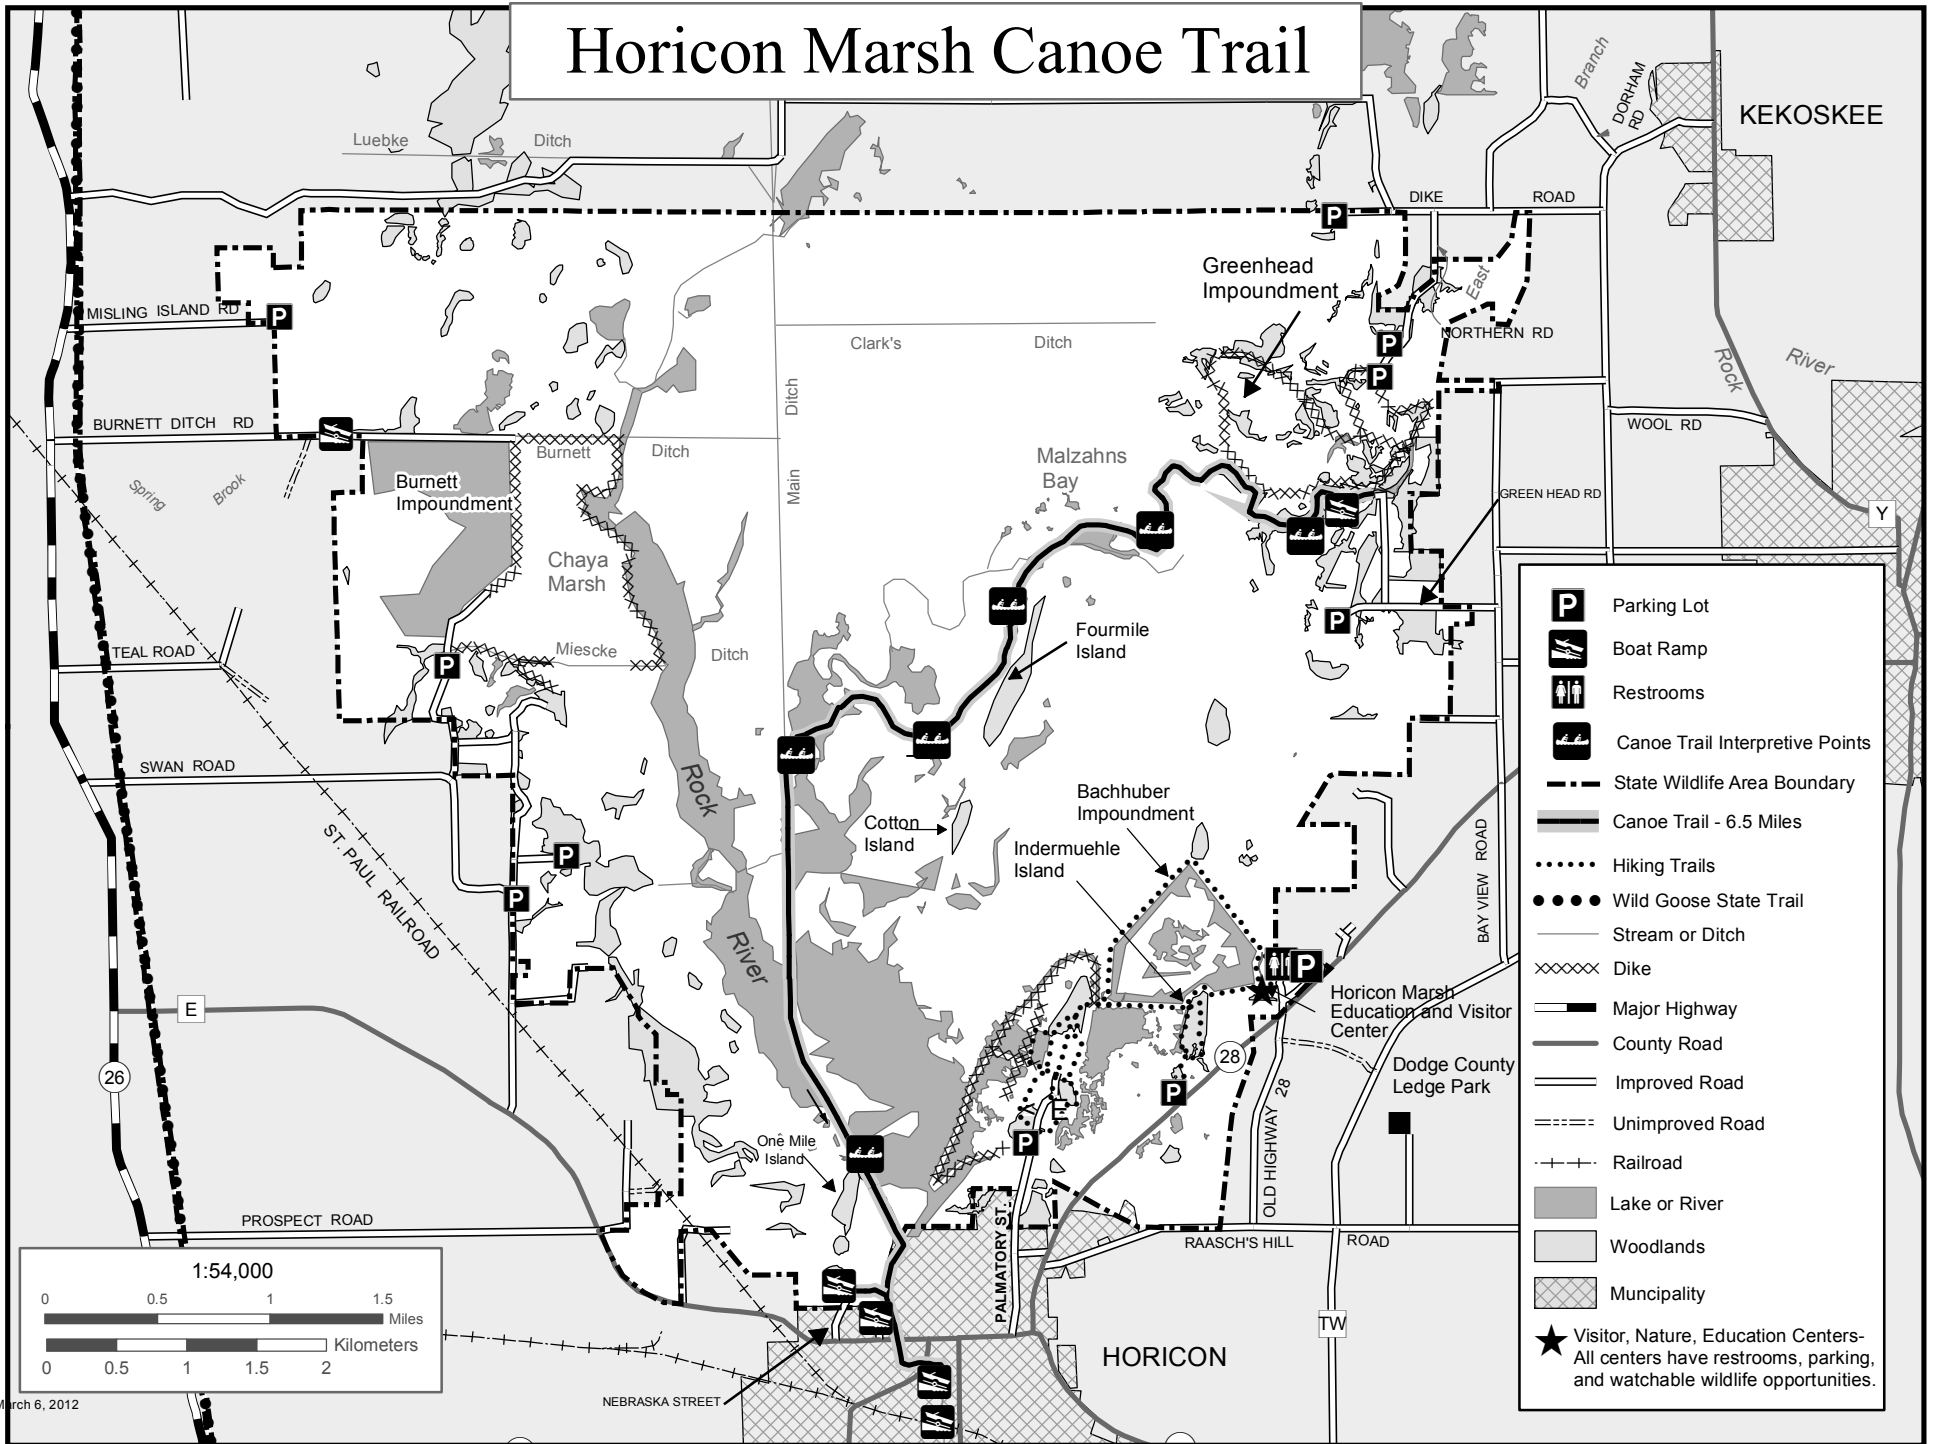 Horicon Marsh Canoe Trail
KEKOSKEE
Branch
DORHAM
RD
Luebke
Ditch
DIKE
ROAD
P
Greenhead
Impoundment
East
MISLING ISLAND RD
P
NORTHERN RD
P
Clark's
Ditch
P
Rock
River
Ditch
BURNETT DITCH RD
Burnett
Ditch
WOOL RD
Malzahns
Bay
Main
Spring
Brook
Burnett
Impoundment
GREEN HEAD RD
Y
Chaya
Marsh
P
Fourmile
Island
TEAL ROAD
Miescke
Ditch
P
SWAN ROAD
Rock
Bachhuber
Impoundment
Cotton
Island
Indermuehle
Island
ST. PAUL RAILROAD
P
P
BAY VIEW ROAD
River
P
Horicon Marsh
Education and Visitor
Center
E
28
26
Dodge County
Ledge Park
P
E
OLD HIGHWAY 28
One Mile
Island
P
PROSPECT ROAD
PALMATORY ST.
RAASCH'S HILL
ROAD
TW
HORICON
NEBRASKA STREET
1:54,000
0 0.5 1 1.5
Miles
Kilometers
0 0.5 1 1.5 2
March 6, 2012
P
Parking Lot
Boat Ramp
Restrooms
Canoe Trail Interpretive Points
State Wildlife Area Boundary
Canoe Trail - 6.5 Miles
Hiking Trails
Wild Goose State Trail
Stream or Ditch
Dike
Major Highway
County Road
Improved Road
Unimproved Road
Railroad
Lake or River
Woodlands
Muncipality
Visitor, Nature, Education Centers-
All centers have restrooms, parking,
and watchable wildlife opportunities.